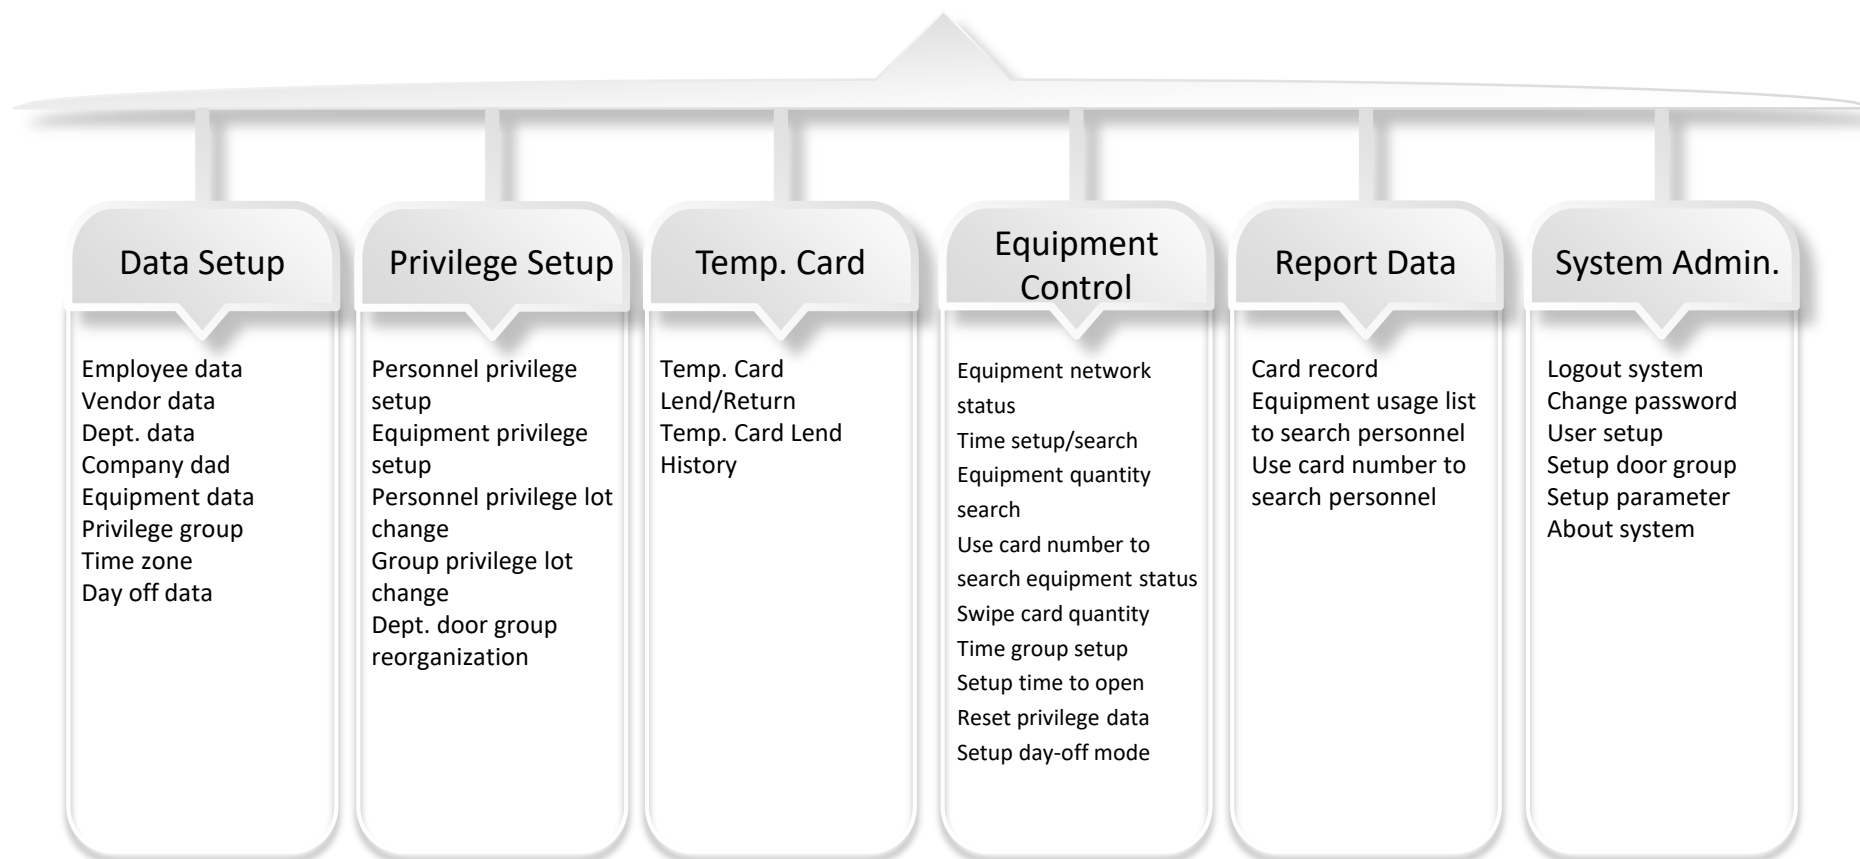 Data Setup
Employee data
Vendor data
Dept. data
Company dad
Equipment data
Privilege group
Time zone
Day off data
Privilege Setup
Personnel privilege
setup
Equipment privilege
setup
Personnel privilege lot
change
Group privilege lot
change
Dept. door group
reorganization
Temp. Card
Temp. Card
Lend/Return
Temp. Card Lend
History
Equipment
Control
Equipment network
status
Time setup/search
Equipment quantity
search
Use card number to
search equipment status
Swipe card quantity
Time group setup
Setup time to open
Reset privilege data
Setup day-off mode
Report Data
Card record
Equipment usage list
to search personnel
Use card number to
search personnel
System Admin.
Logout system
Change password
User setup
Setup door group
Setup parameter
About system